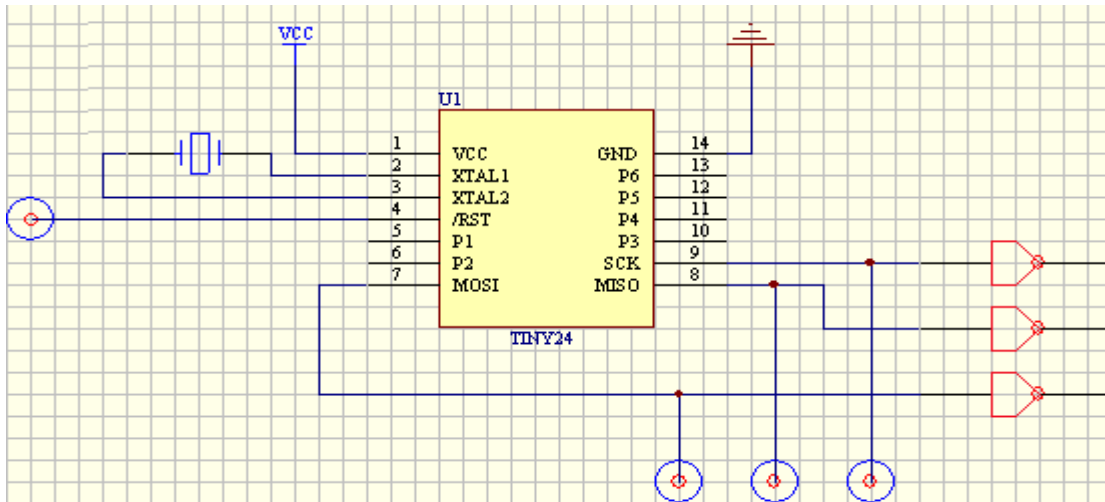 VCC
U1
1 VCC GND 14
2 XTAL1 P6 13
3 XTAL2 P5 12
4 /RST P4 11
5 P1 P3 10
6 P2 SCK 9
7 MOSI MISO 8
TINY24